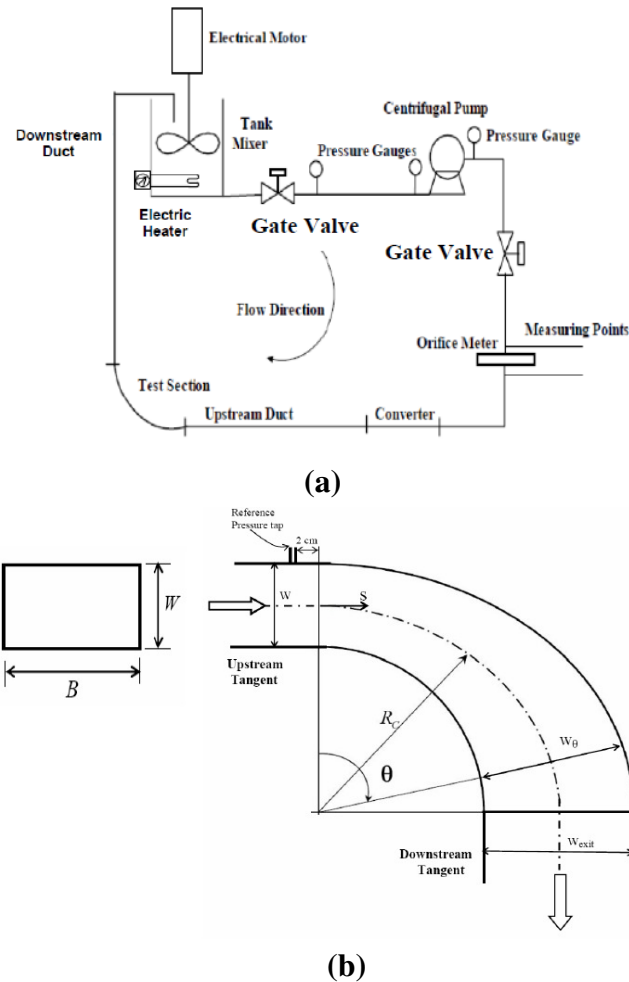 Electrical Motor
Centrifugal Pump
Downstream
Duct
Tank
Mixer
Pressure Gauges
Pressure Gauge
Electric
Heater
Gate Valve
Gate Valve
Flow Direction
Orifice Meter
Measuring Points
Test Section
Upstream Duct
Converter
(a)
Reference
Pressure tap
2 cm
W
B
W
S
Upstream
Tangent
R_C
θ
W_θ
W_exit
Downstream
Tangent
(b)